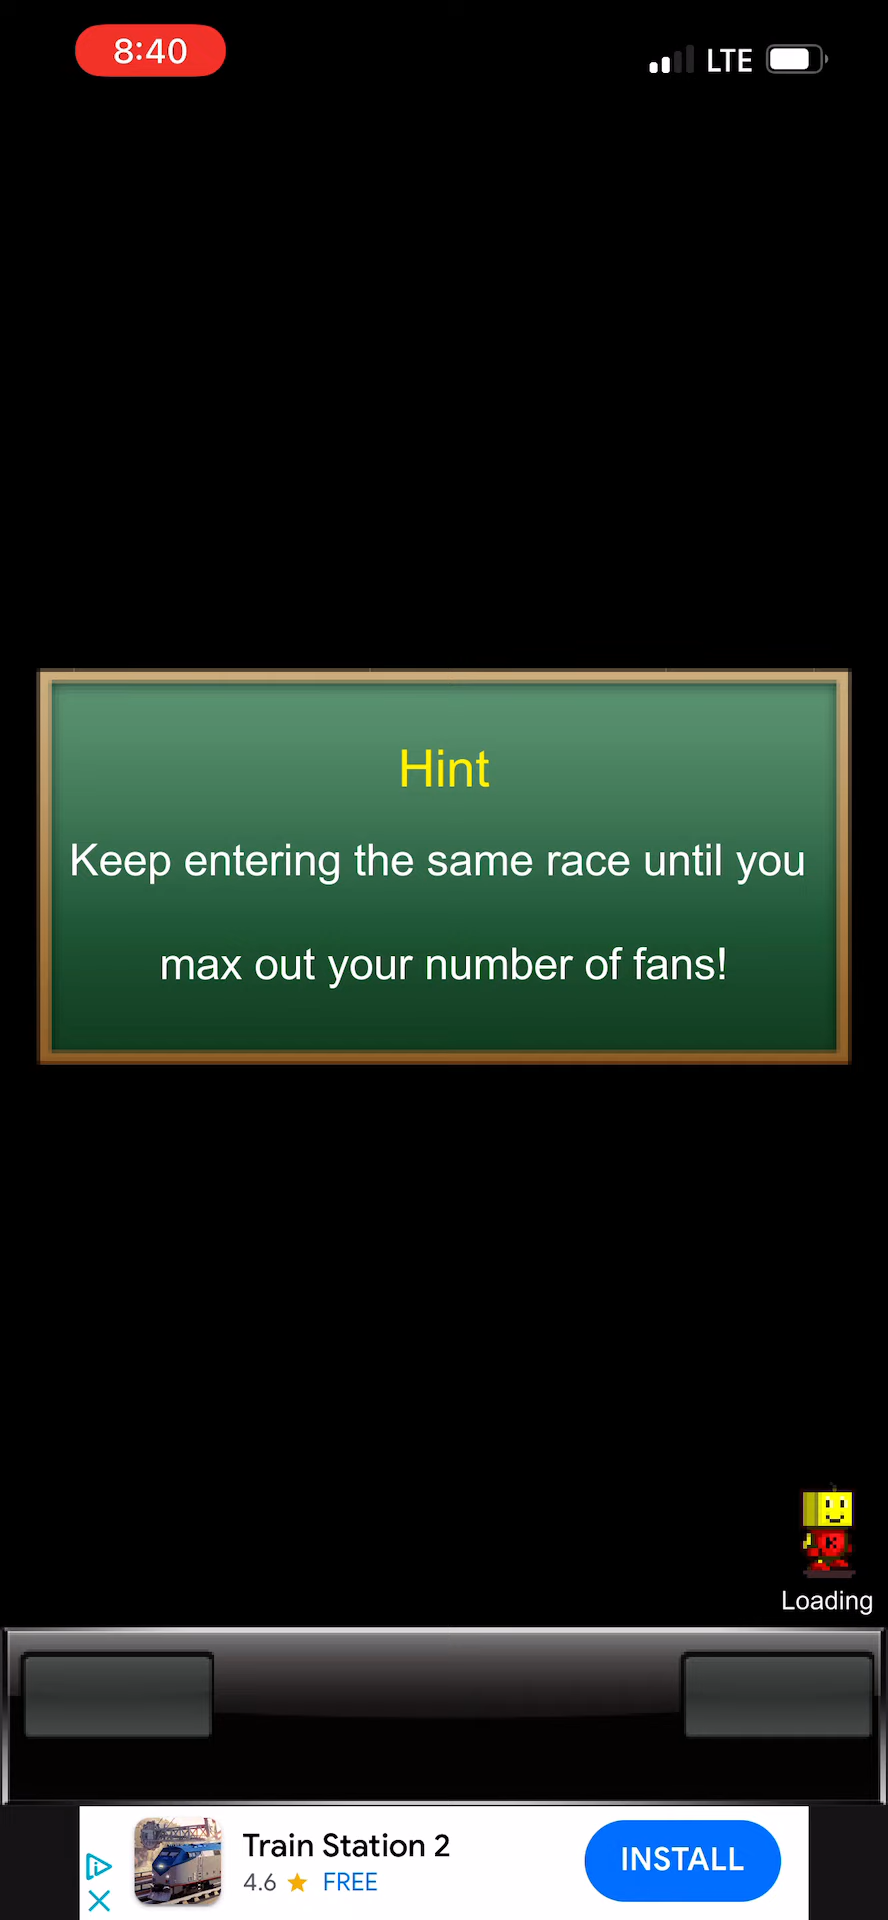 8:40
LTE
Hint
Keep entering the same race until you
max out your number of fans!
Loading
Train Station 2
4.6 ★ FREE
INSTALL